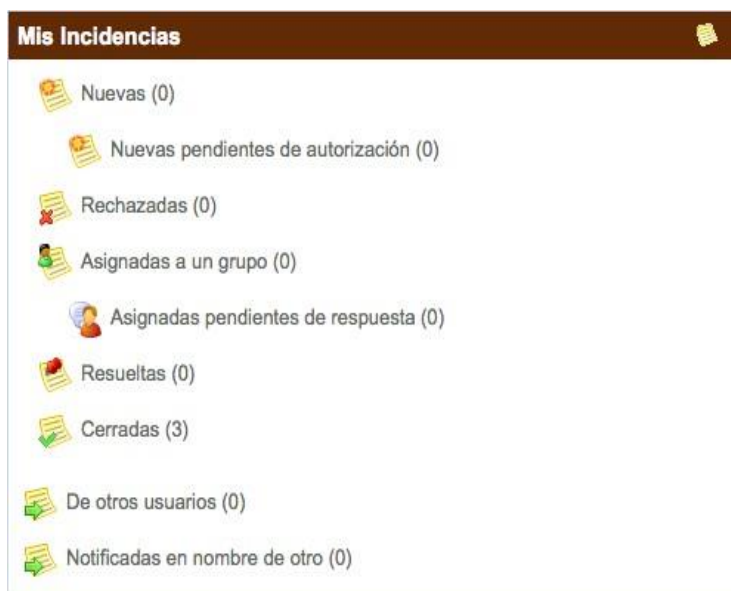 Mis Incidencias
Nuevas (0)
Nuevas pendientes de autorización (0)
Rechazadas (0)
Asignadas a un grupo (0)
Asignadas pendientes de respuesta (0)
Resueltas (0)
Cerradas (3)
De otros usuarios (0)
Notificadas en nombre de otro (0)